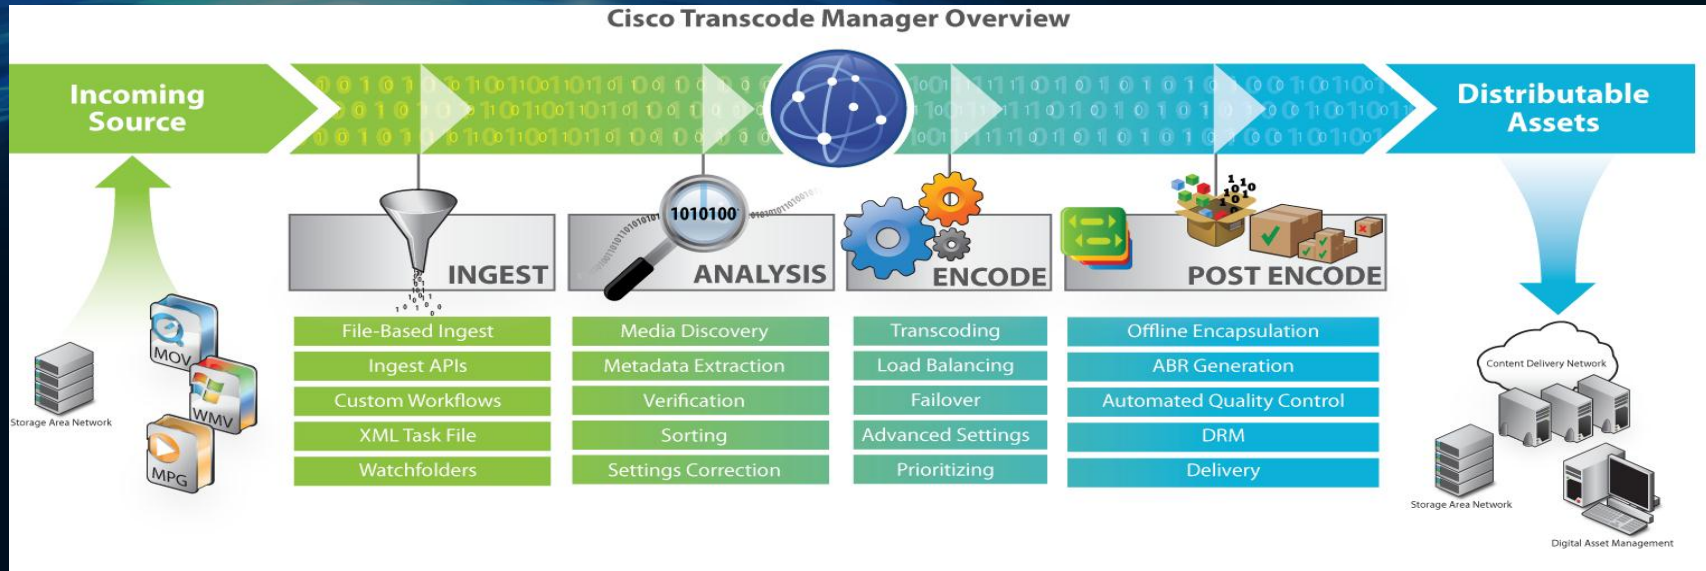 Cisco Transcode Manager Overview
Incoming
Source
Distributable
Assets
1010100
INGEST
ANALYSIS
ENCODE
POST ENCODE
File-Based Ingest
Ingest APIs
Custom Workflows
XML Task File
Watchfolders
Media Discovery
Metadata Extraction
Verification
Sorting
Settings Correction
Transcoding
Load Balancing
Failover
Advanced Settings
Prioritizing
Offline Encapsulation
ABR Generation
Automated Quality Control
DRM
Delivery
MOV
WMV
MPG
Storage Area Network
Content Delivery Network
Storage Area Network
Digital Asset Management